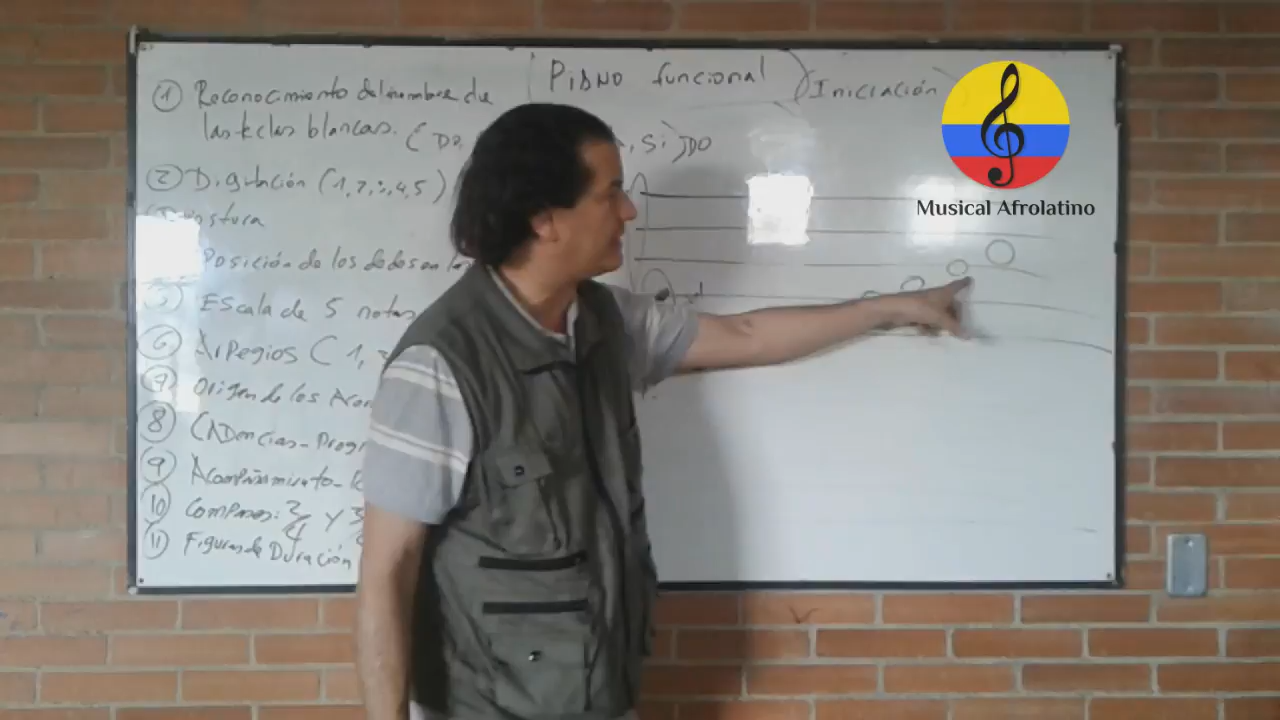 PIANO funcional
Iniciación
① Reconocimiento del nombre de
las teclas blancas. (DO, , Si) DO
② Digitación (1, 2, 3, 4, 5)
Postura
Posición de los dedos en
⑤ Escala de 5 notas
⑥ Arpegios (1,
Origen de los
⑧ CADencias - Progr
⑨ Acompañamiento -
⑩ Compases: 2/4 y 3/
⑪ Figuras de Duración
Musical Afrolatino